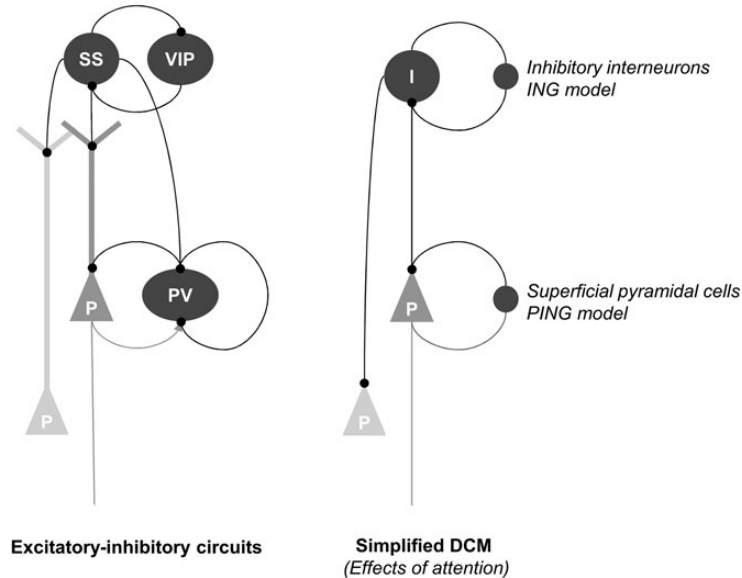 SS
VIP
P
PV
P
I
Inhibitory interneurons
ING model
P
Superficial pyramidal cells
PING model
P
Excitatory-inhibitory circuits
Simplified DCM
(Effects of attention)